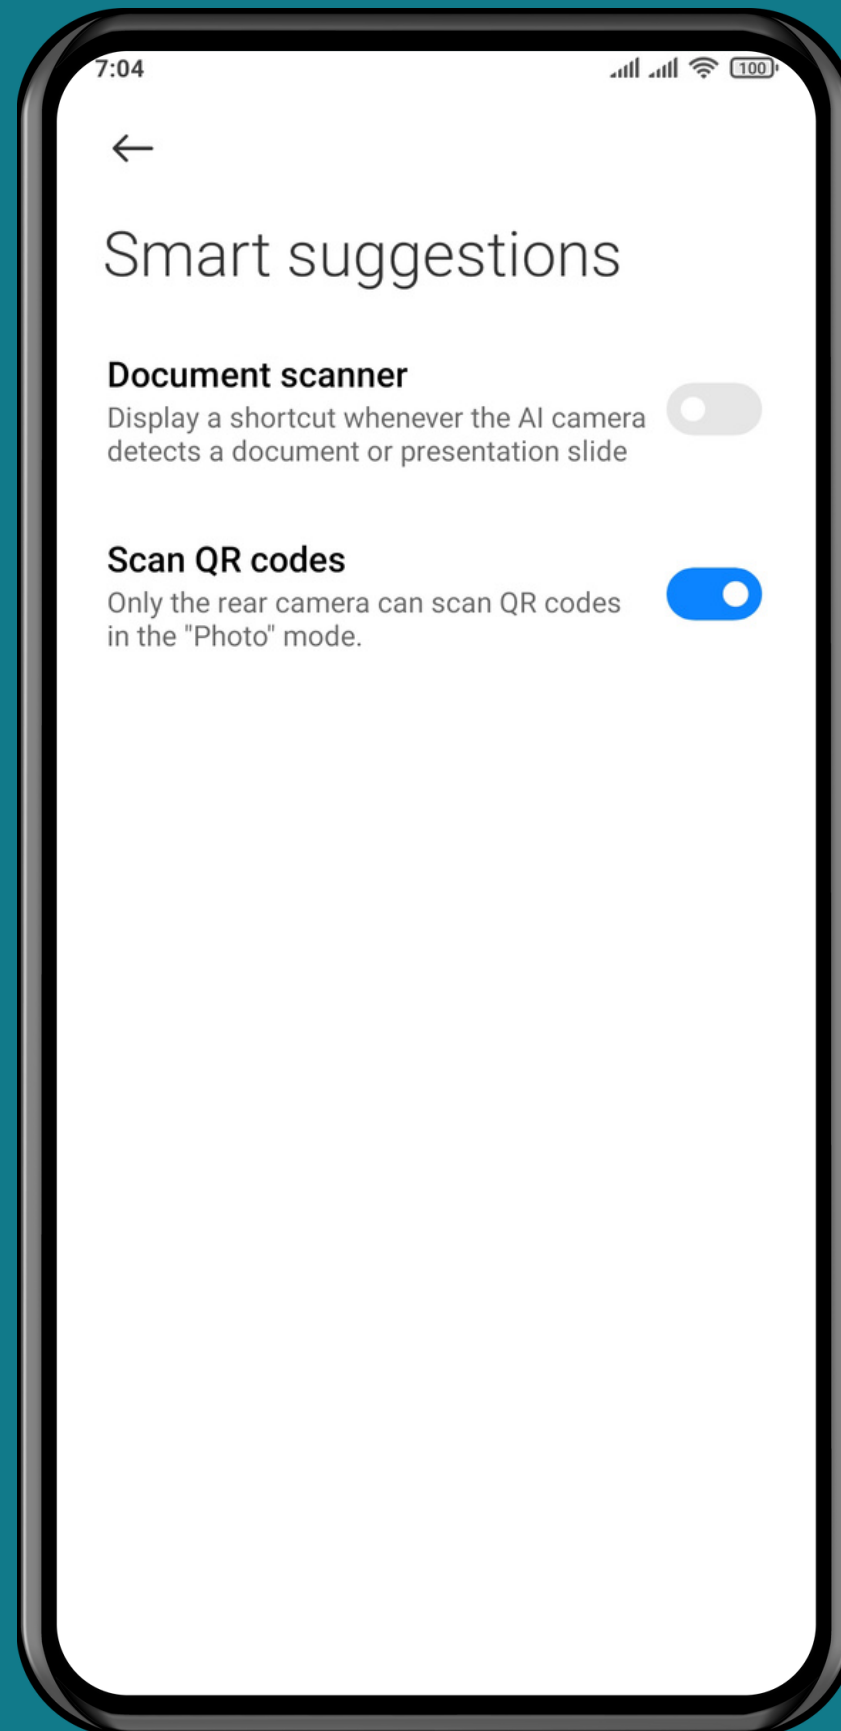 7:04 100
Smart suggestions
Document scanner
Display a shortcut whenever the AI camera
detects a document or presentation slide
Scan QR codes
Only the rear camera can scan QR codes
in the "Photo" mode.